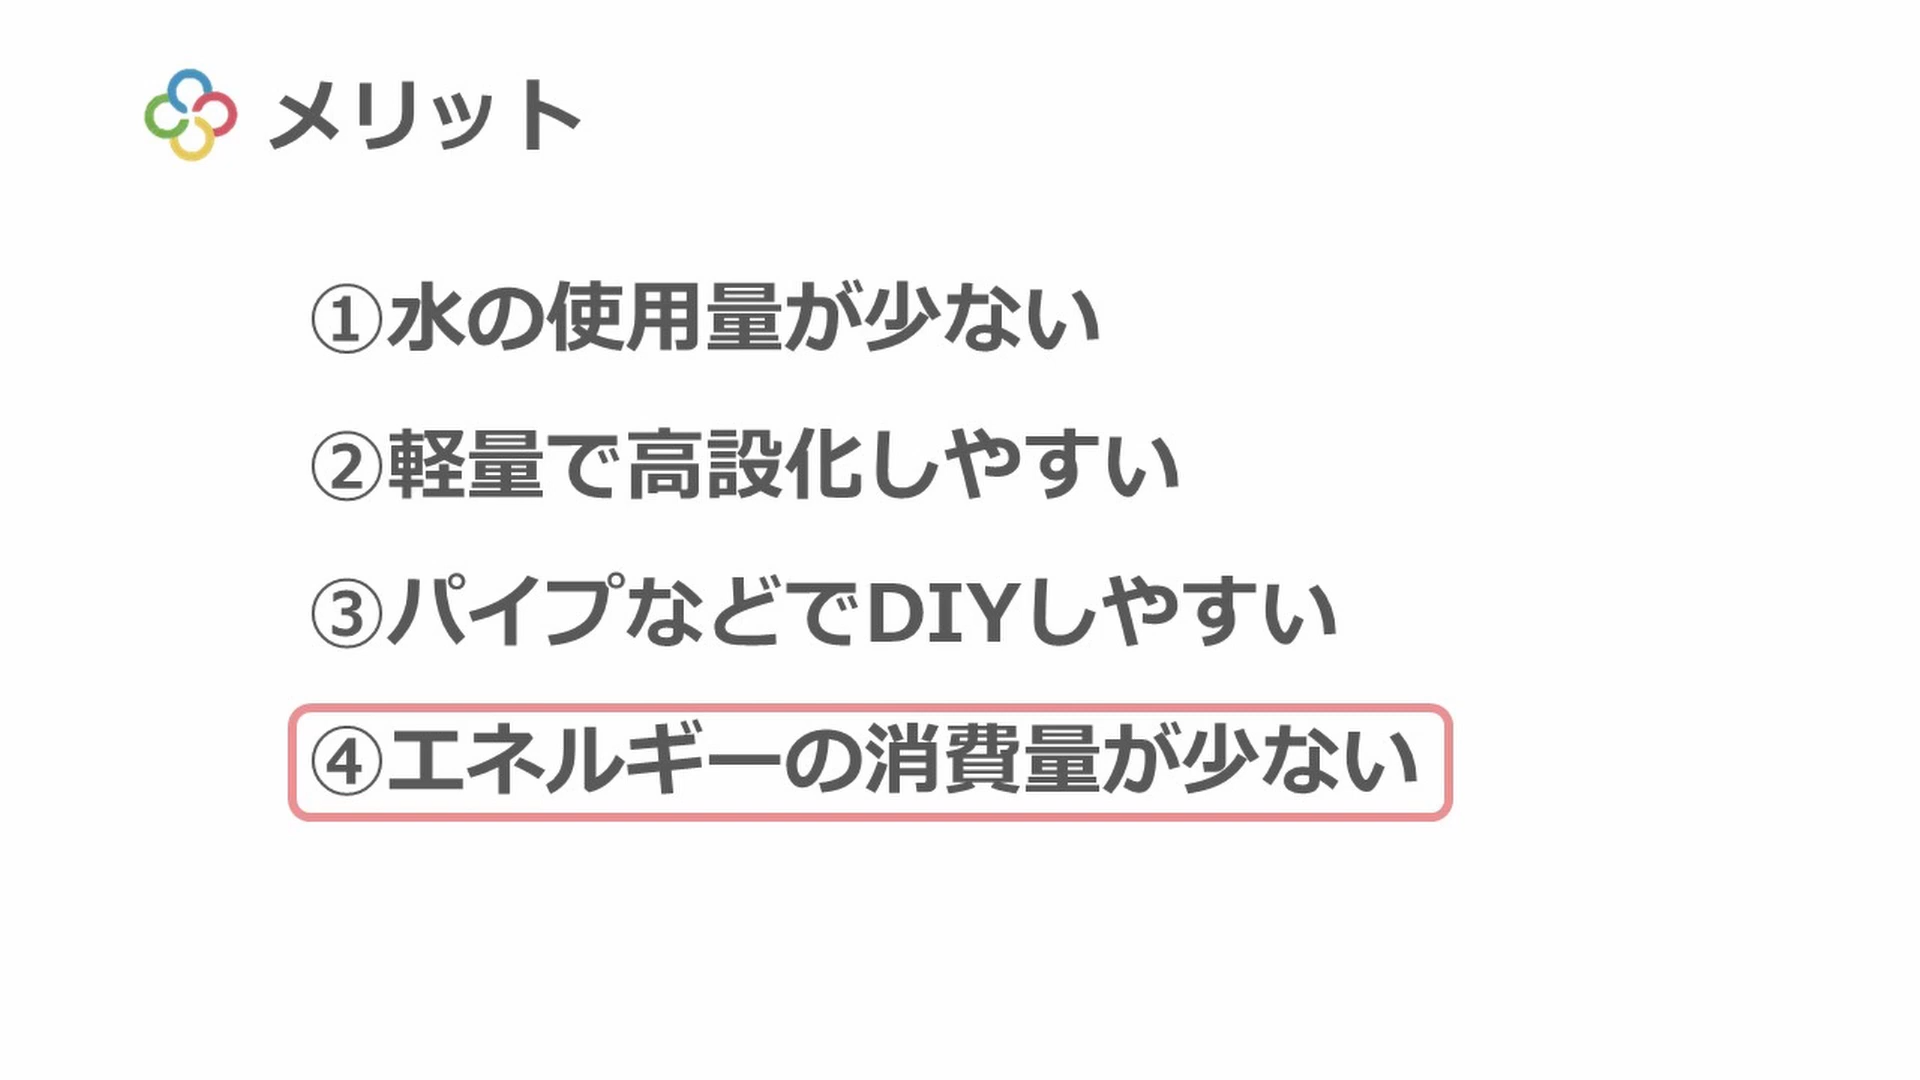 メリット
①水の使用量が少ない
②軽量で高設化しやすい
③パイプなどでDIYしやすい
④エネルギーの消費量が少ない